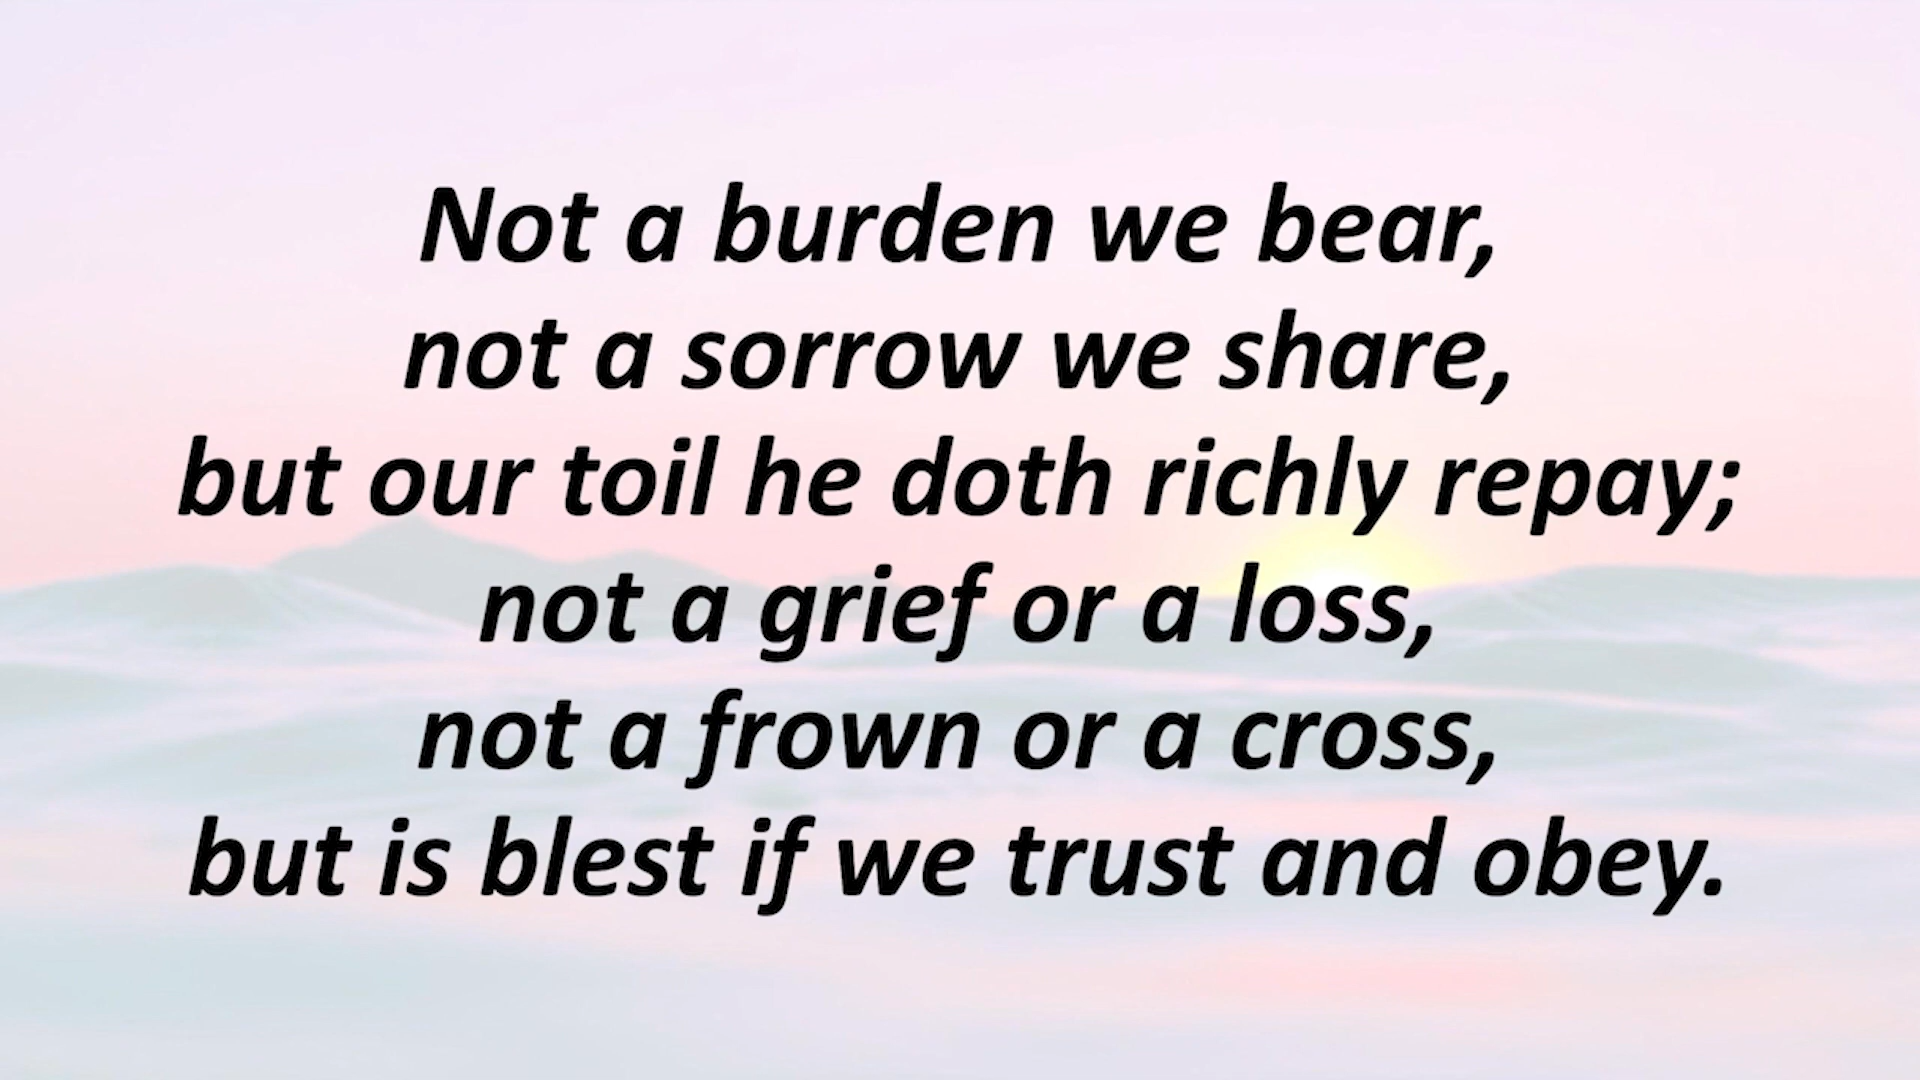 Not a burden we bear,
not a sorrow we share,
but our toil he doth richly repay;
not a grief or a loss,
not a frown or a cross,
but is blest if we trust and obey.